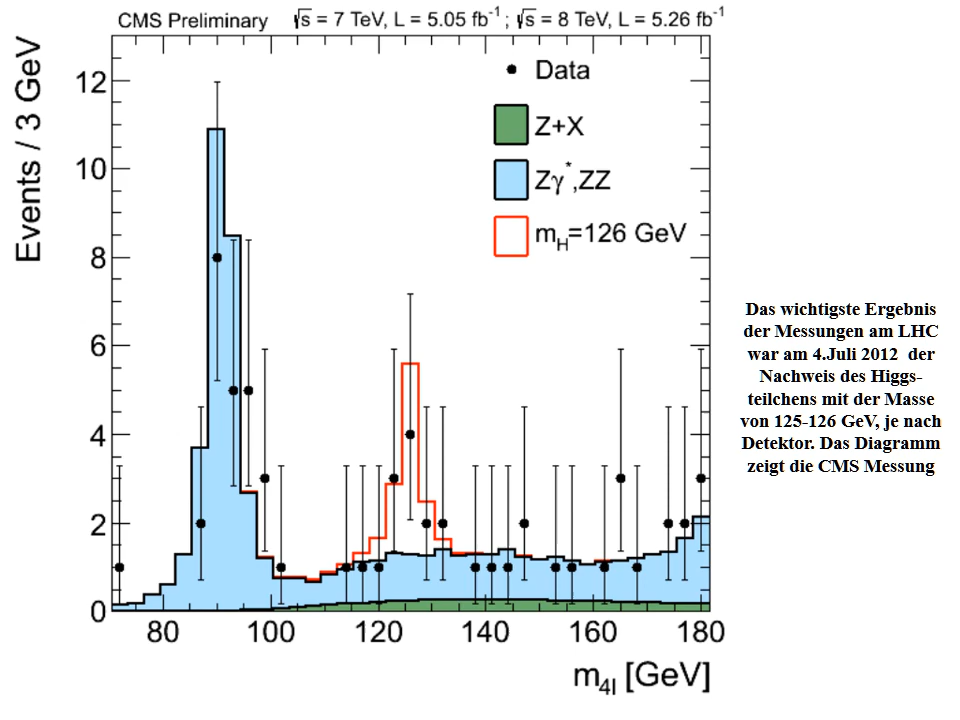 CMS Preliminary √s = 7 TeV, L = 5.05 fb⁻¹ ; √s = 8 TeV, L = 5.26 fb⁻¹
Events / 3 GeV
12
10
8
6
4
2
0
Data
Z+X
Zγ*,ZZ
m_H=126 GeV
80 100 120 140 160 180
m_4l [GeV]
Das wichtigste Ergebnis
der Messungen am LHC
war am 4.Juli 2012 der
Nachweis des Higgs-
teilchens mit der Masse
von 125-126 GeV, je nach
Detektor. Das Diagramm
zeigt die CMS Messung